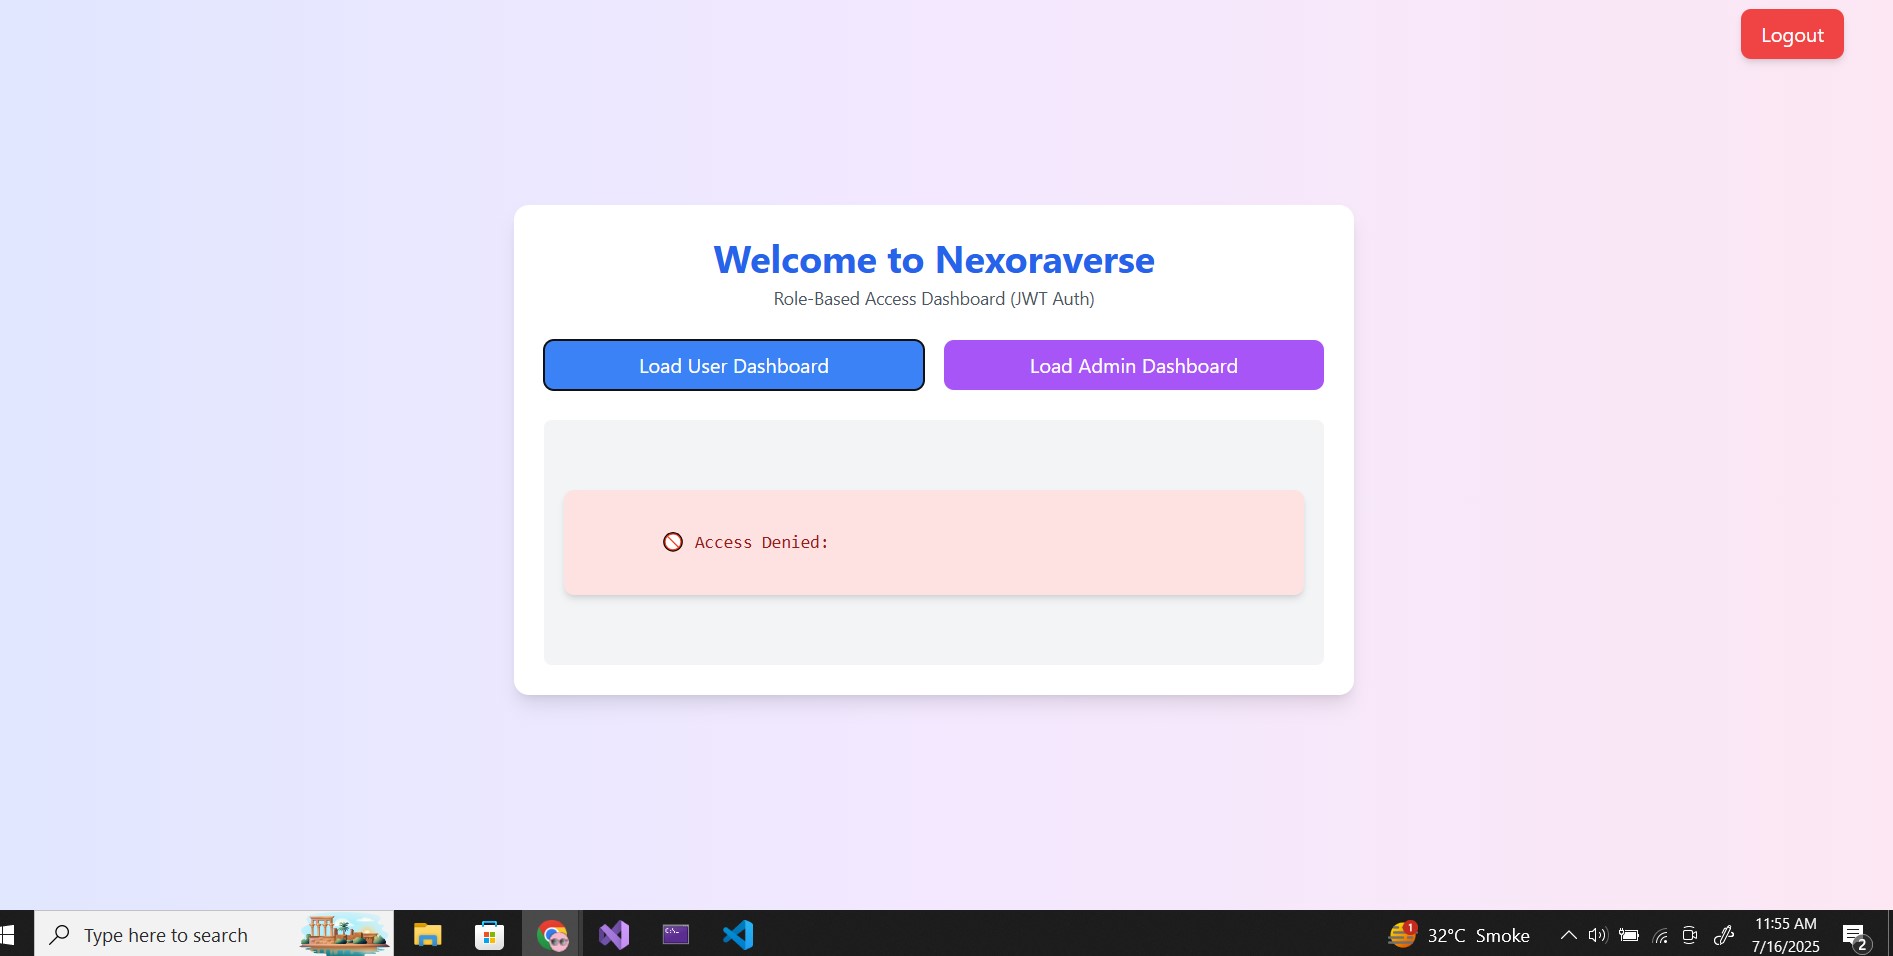 Logout
Welcome to Nexoraverse
Role-Based Access Dashboard (JWT Auth)
Load User Dashboard
Load Admin Dashboard
Access Denied:
Type here to search
1
32°C Smoke
11:55 AM
7/16/2025
2